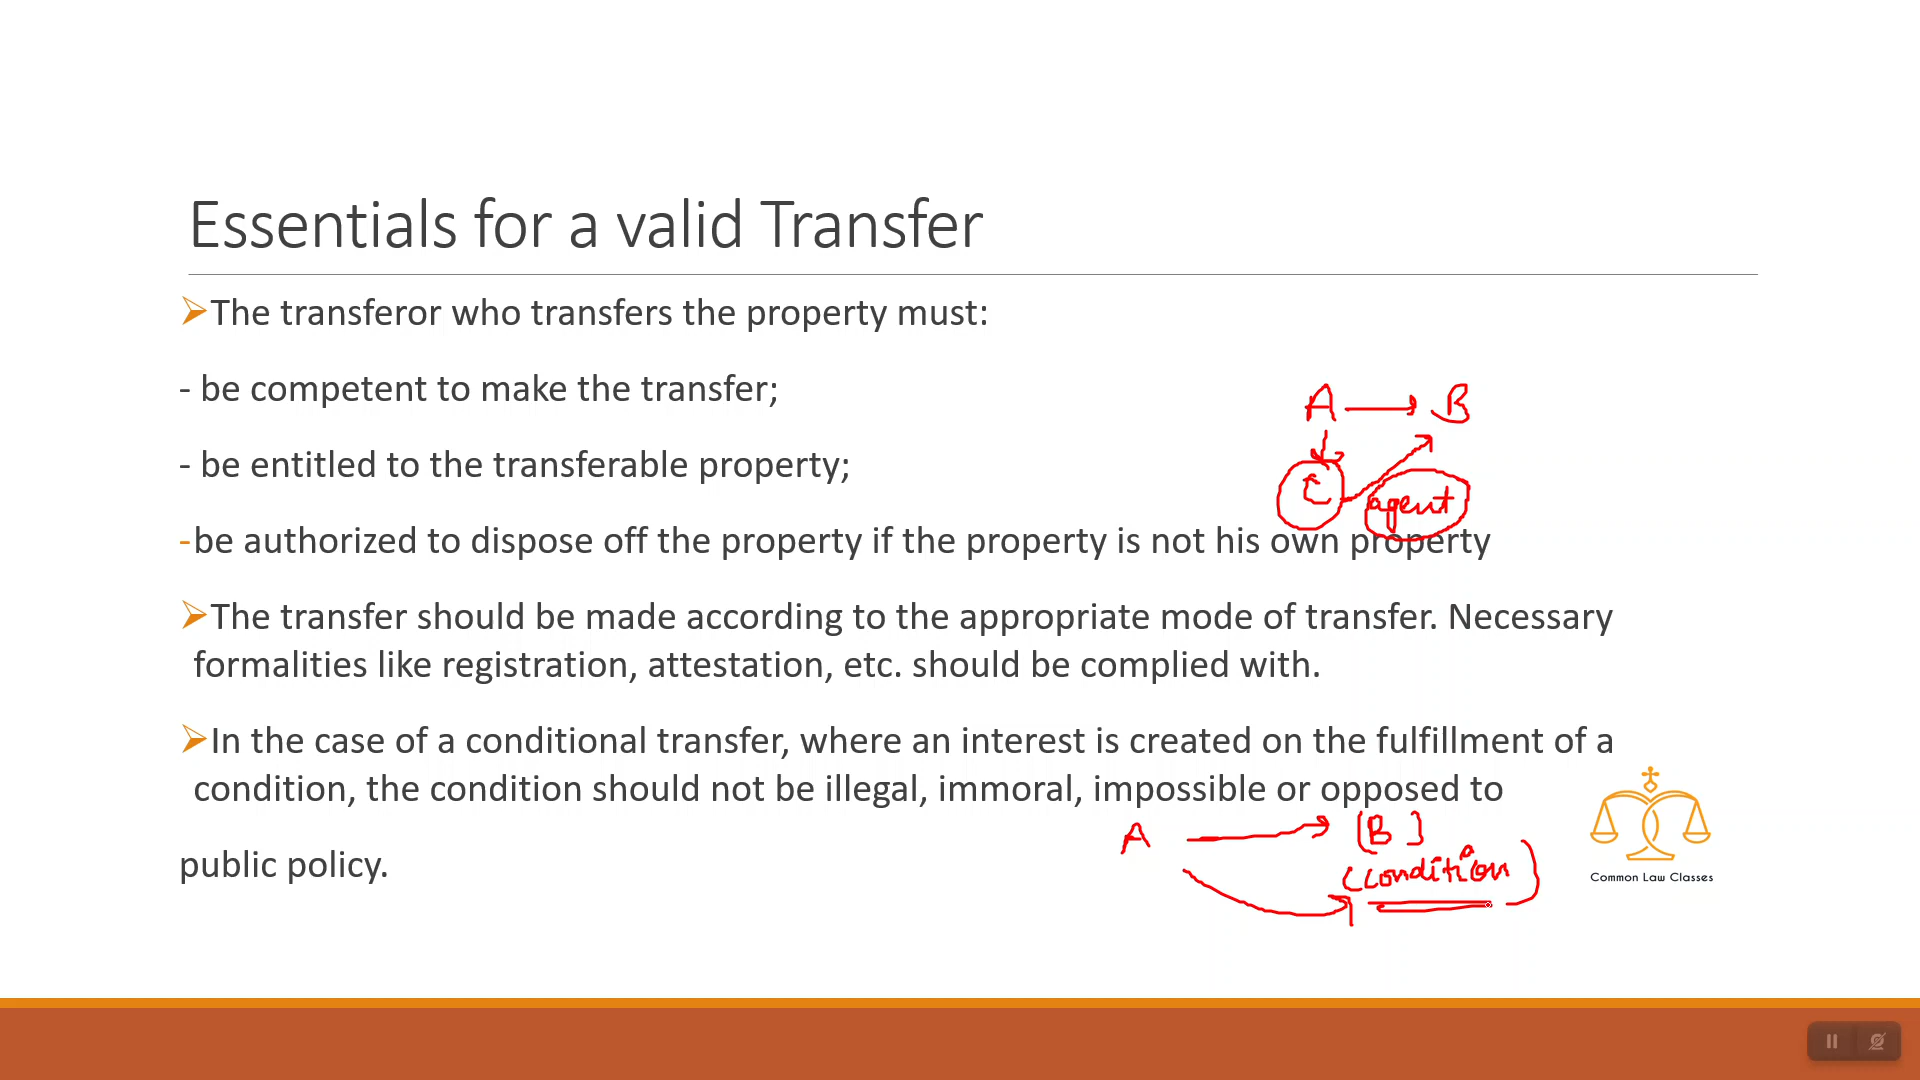 Essentials for a valid Transfer
➢The transferor who transfers the property must:
- be competent to make the transfer;
A → B
- be entitled to the transferable property;
C agent
-be authorized to dispose off the property if the property is not his own property
➢The transfer should be made according to the appropriate mode of transfer. Necessary
formalities like registration, attestation, etc. should be complied with.
➢In the case of a conditional transfer, where an interest is created on the fulfillment of a
condition, the condition should not be illegal, immoral, impossible or opposed to
A → [B]
public policy.
(condition)
Common Law Classes